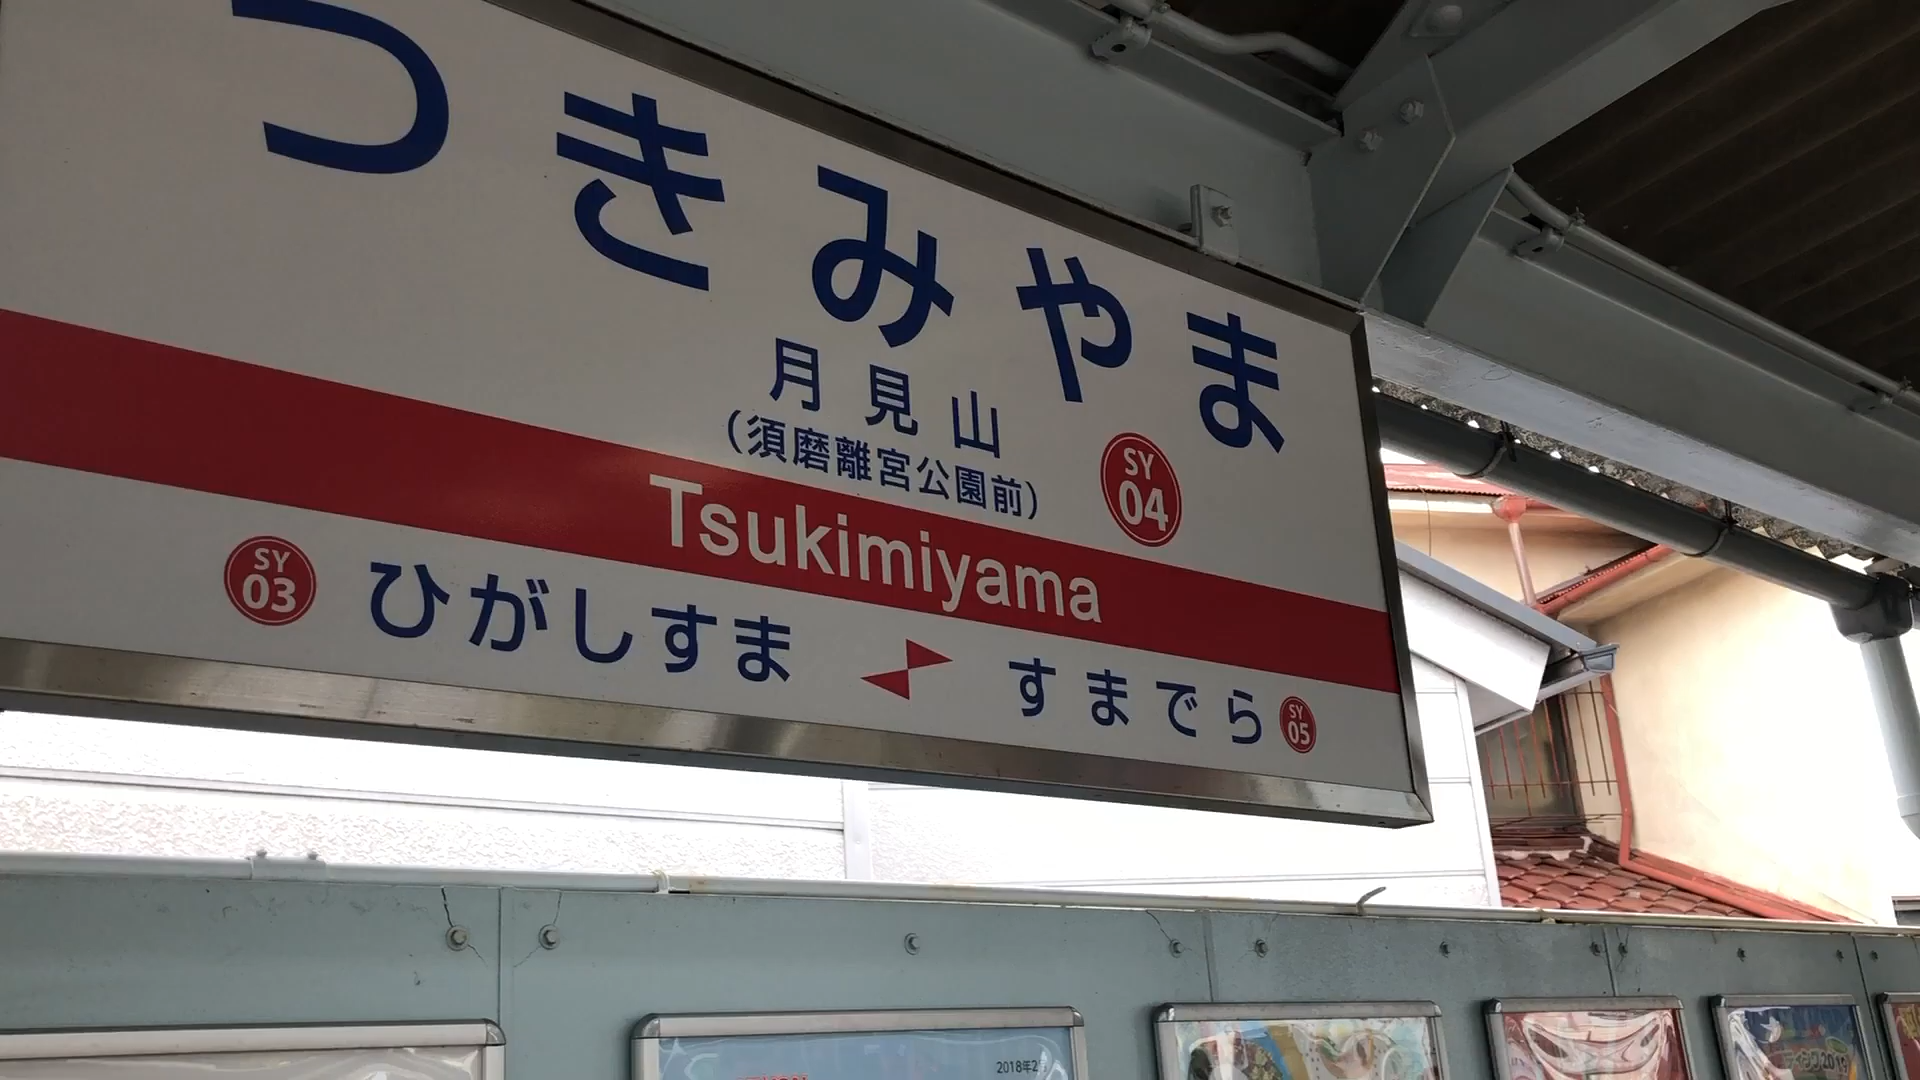 つきみやま
月見山
（須磨離宮公園前）
SY
04
Tsukimiyama
SY
03
ひがしすま
すまでら
SY
05
2018年2